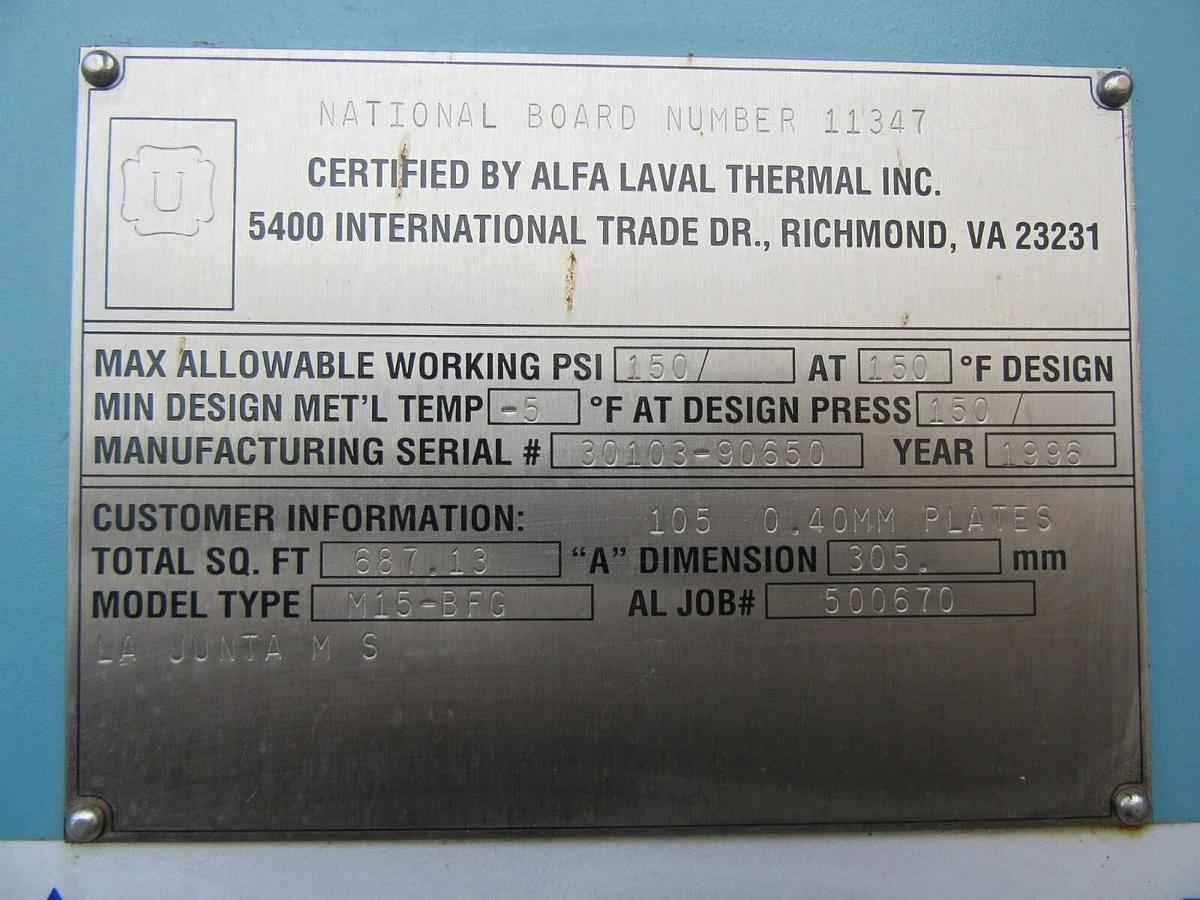 NATIONAL BOARD NUMBER 11347
U
CERTIFIED BY ALFA LAVAL THERMAL INC.
5400 INTERNATIONAL TRADE DR., RICHMOND, VA 23231
MAX ALLOWABLE WORKING PSI 150/ AT 150 °F DESIGN
MIN DESIGN MET'L TEMP -5 °F AT DESIGN PRESS 150 /
MANUFACTURING SERIAL # 30103-90650 YEAR 1996
CUSTOMER INFORMATION: 105 0.40MM PLATES
TOTAL SQ. FT 687.13 “A” DIMENSION 305. mm
MODEL TYPE M15-BFG AL JOB# 500670
LA JUNTA M S